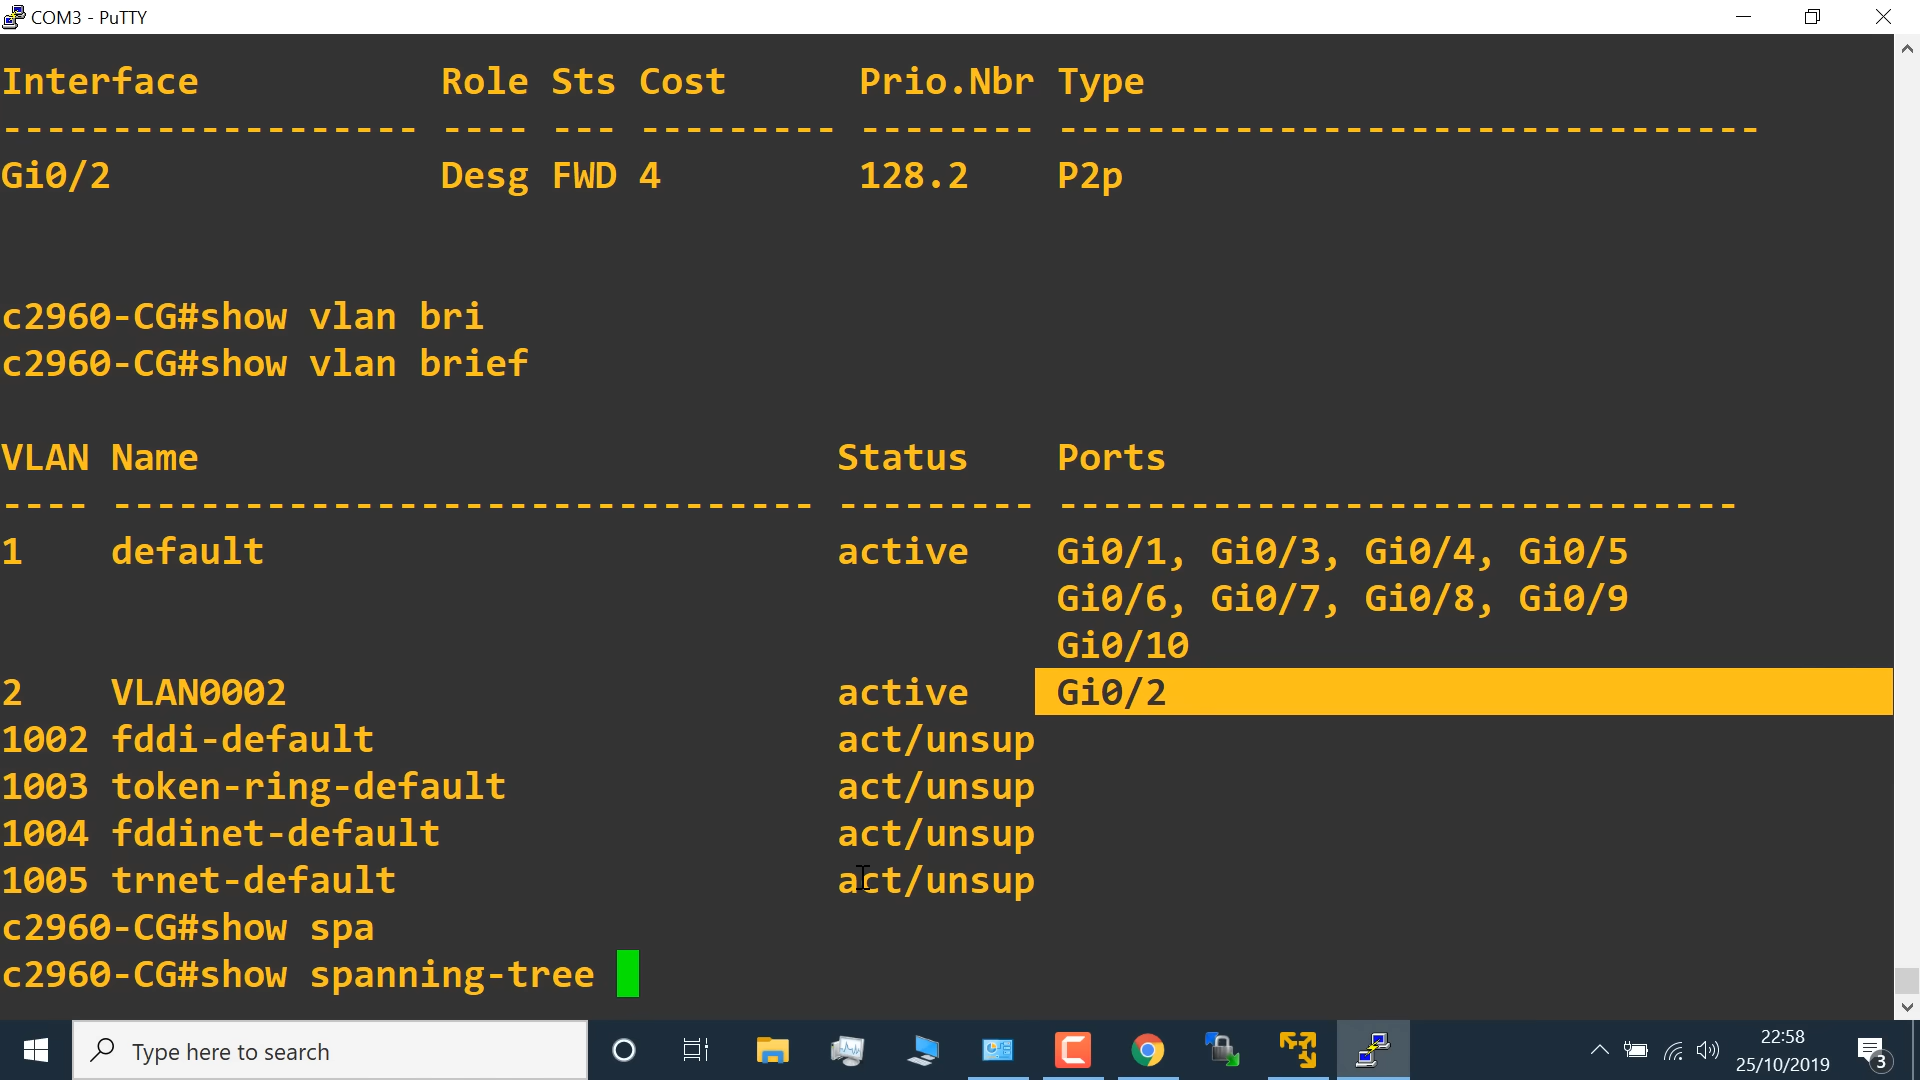 COM3 - PuTTY
Interface Role Sts Cost Prio.Nbr Type
------------------- ---- --- --------- -------- --------------------------------
Gi0/2 Desg FWD 4 128.2 P2p
c2960-CG#show vlan bri
c2960-CG#show vlan brief
VLAN Name Status Ports
---- -------------------------------- --------- -------------------------------
1 default active Gi0/1, Gi0/3, Gi0/4, Gi0/5
Gi0/6, Gi0/7, Gi0/8, Gi0/9
Gi0/10
2 VLAN0002 active Gi0/2
1002 fddi-default act/unsup
1003 token-ring-default act/unsup
1004 fddinet-default act/unsup
1005 trnet-default act/unsup
c2960-CG#show spa
c2960-CG#show spanning-tree
Type here to search
22:58
25/10/2019
3